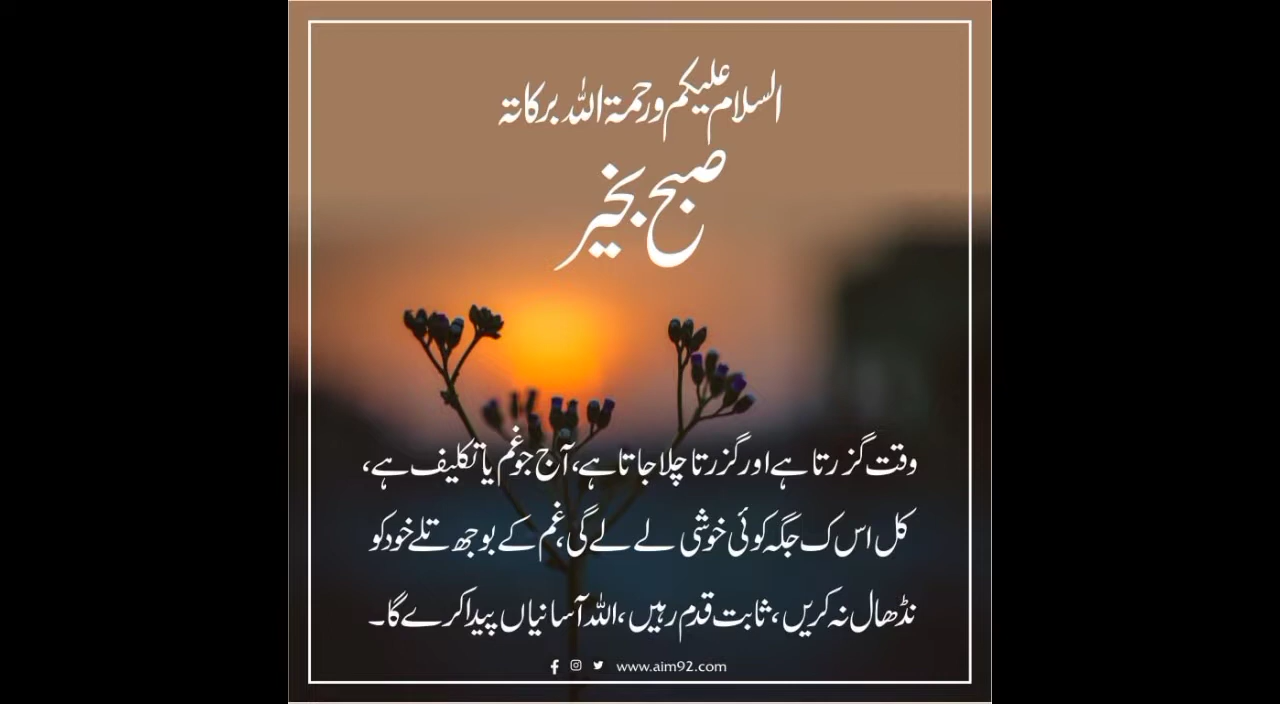 السلام علیکم ورحمۃ اللہ برکاتۃ
صبح بخیر
وقت گزرتا ہے اور گزرتا چلا جاتا ہے، آج جو غم یا تکلیف ہے،
کل اس ک جگہ کوئی خوشی لے لے گی، غم کے بوجھ تلے خود کو
نڈھال نہ کریں، ثابت قدم رہیں، اللہ آسانیاں پیدا کرے گا۔
www.aim92.com